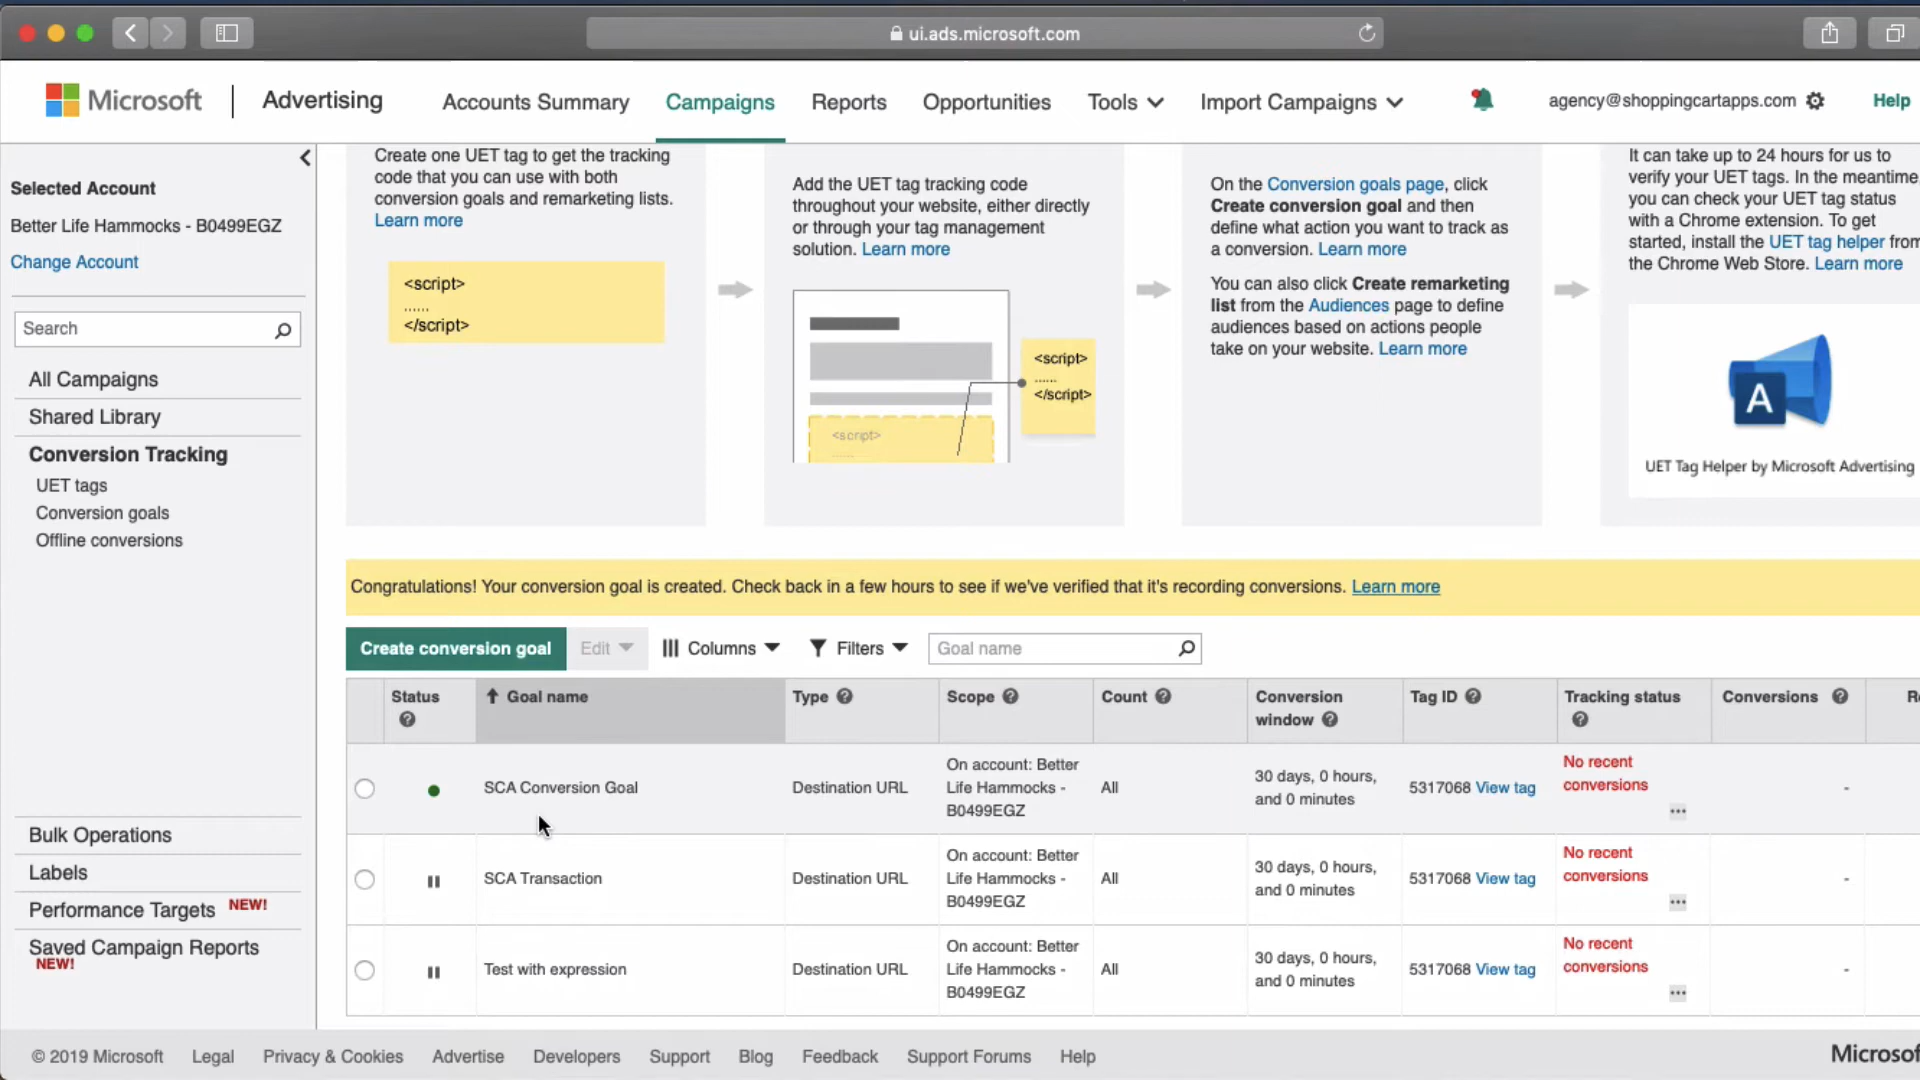 ui.ads.microsoft.com
Microsoft
Advertising
Accounts Summary
Campaigns
Reports
Opportunities
Tools
Import Campaigns
agency@shoppingcartapps.com
Help
Selected Account
Better Life Hammocks - B0499EGZ
Change Account
Search
All Campaigns
Shared Library
Conversion Tracking
UET tags
Conversion goals
Offline conversions
Bulk Operations
Labels
Performance Targets NEW!
Saved Campaign Reports
NEW!
Create one UET tag to get the tracking
code that you can use with both
conversion goals and remarketing lists.
Learn more
<script>
......
</script>
Add the UET tag tracking code
throughout your website, either directly
or through your tag management
solution. Learn more
<script>
......
</script>
<script>
On the Conversion goals page, click
Create conversion goal and then
define what action you want to track as
a conversion. Learn more
You can also click Create remarketing
list from the Audiences page to define
audiences based on actions people
take on your website. Learn more
It can take up to 24 hours for us to
verify your UET tags. In the meantime,
you can check your UET tag status
with a Chrome extension. To get
started, install the UET tag helper from
the Chrome Web Store. Learn more
A
UET Tag Helper by Microsoft Advertising
Congratulations! Your conversion goal is created. Check back in a few hours to see if we've verified that it's recording conversions. Learn more
Create conversion goal
Edit
Columns
Filters
Goal name
Status
Goal name
Type
Scope
Count
Conversion
window
Tag ID
Tracking status
Conversions
SCA Conversion Goal
Destination URL
On account: Better
Life Hammocks -
B0499EGZ
All
30 days, 0 hours,
and 0 minutes
5317068 View tag
No recent
conversions
...
-
SCA Transaction
Destination URL
On account: Better
Life Hammocks -
B0499EGZ
All
30 days, 0 hours,
and 0 minutes
5317068 View tag
No recent
conversions
...
-
Test with expression
Destination URL
On account: Better
Life Hammocks -
B0499EGZ
All
30 days, 0 hours,
and 0 minutes
5317068 View tag
No recent
conversions
...
-
© 2019 Microsoft
Legal
Privacy & Cookies
Advertise
Developers
Support
Blog
Feedback
Support Forums
Help
Microsof